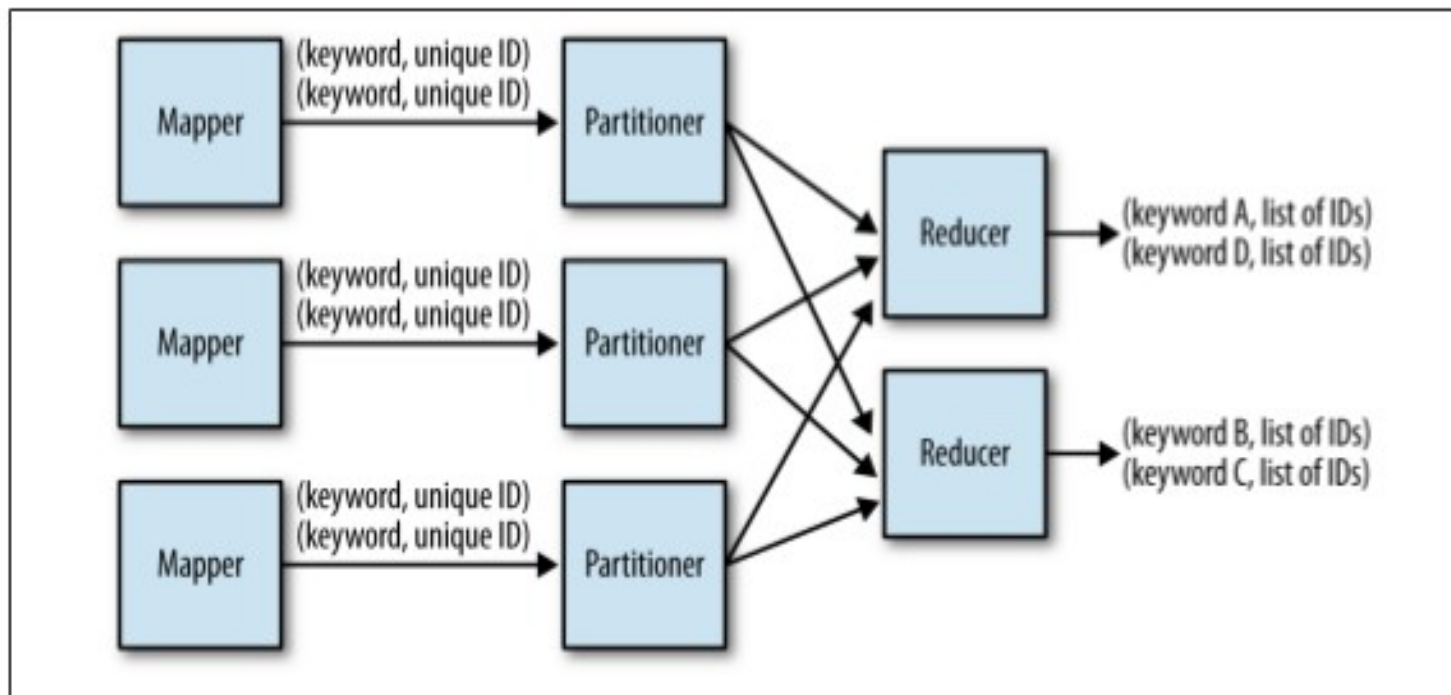 Mapper
(keyword, unique ID)
(keyword, unique ID)
Partitioner
Mapper
(keyword, unique ID)
(keyword, unique ID)
Partitioner
Mapper
(keyword, unique ID)
(keyword, unique ID)
Partitioner
Reducer
(keyword A, list of IDs)
(keyword D, list of IDs)
Reducer
(keyword B, list of IDs)
(keyword C, list of IDs)